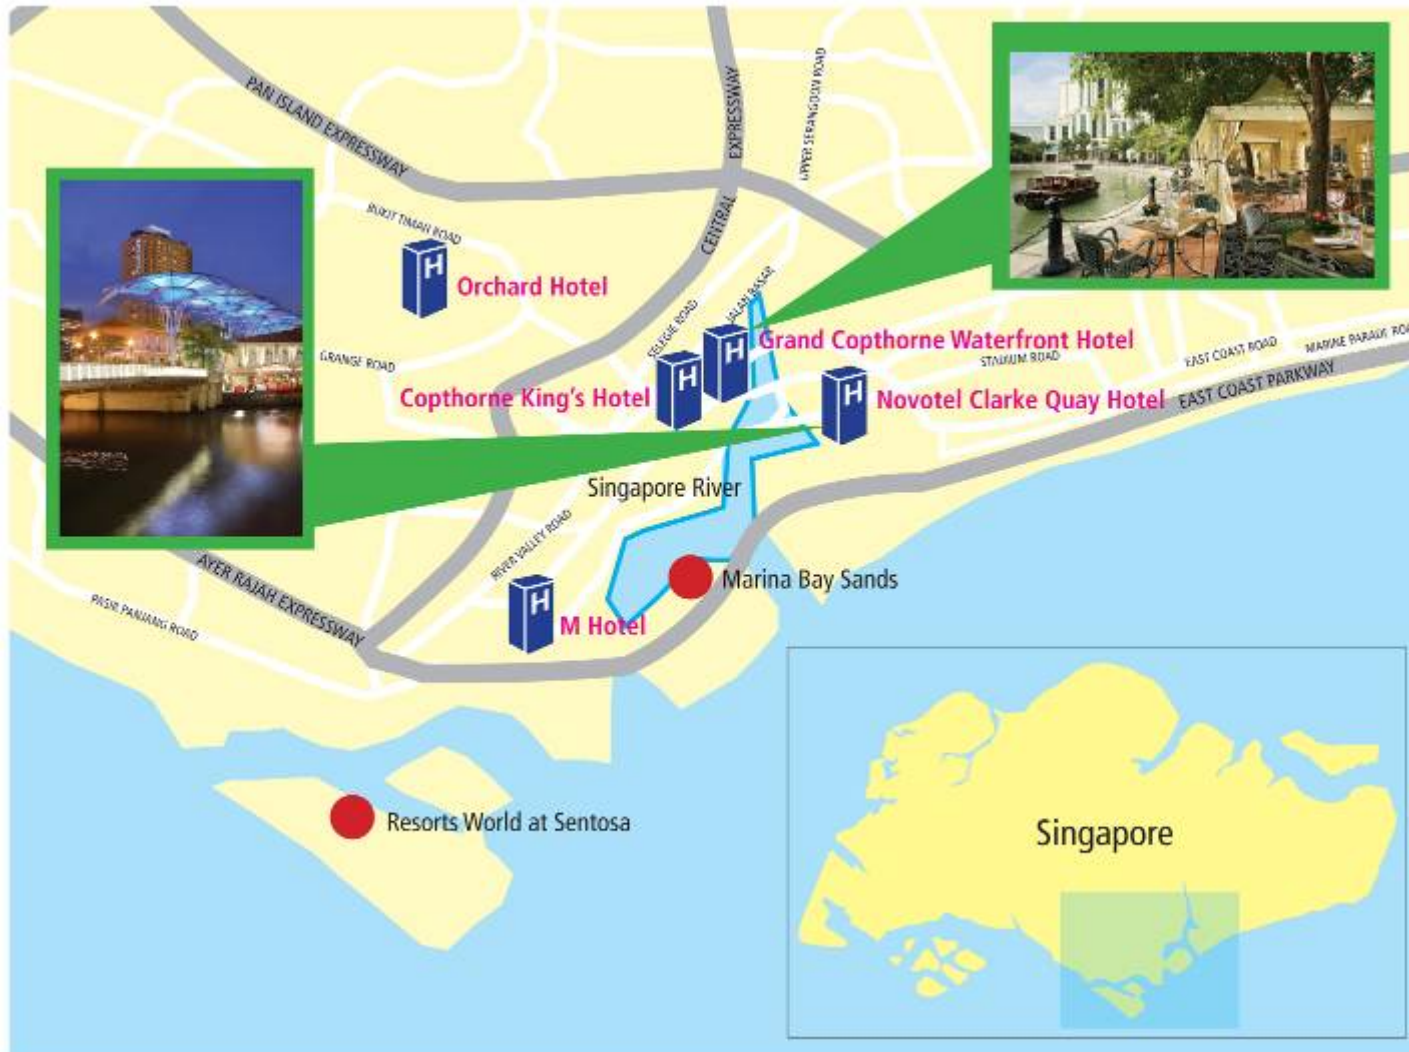 PAN ISLAND EXPRESSWAY
CENTRAL EXPRESSWAY
UPPER SERANGOON ROAD
BUKIT TIMAH ROAD
H
Orchard Hotel
GRANGE ROAD
SELEGIE ROAD
JALAN BASAR
H
Grand Copthorne Waterfront Hotel
STADIUM ROAD
EAST COAST ROAD
MARINE PARADE ROA
H
Copthorne King's Hotel
H
Novotel Clarke Quay Hotel
EAST COAST PARKWAY
Singapore River
RIVER VALLEY ROAD
AYER RAJAH EXPRESSWAY
PASIR PANJANG ROAD
H
M Hotel
Marina Bay Sands
Resorts World at Sentosa
Singapore